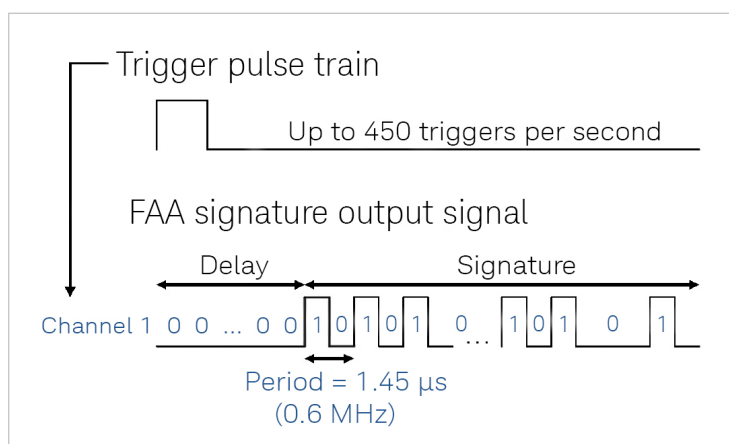 Trigger pulse train
Up to 450 triggers per second
FAA signature output signal
Delay Signature
Channel 1 0 0 ... 0 0 1 0 1 0 1 0 ... 1 0 1 0 1
Period = 1.45 µs
(0.6 MHz)